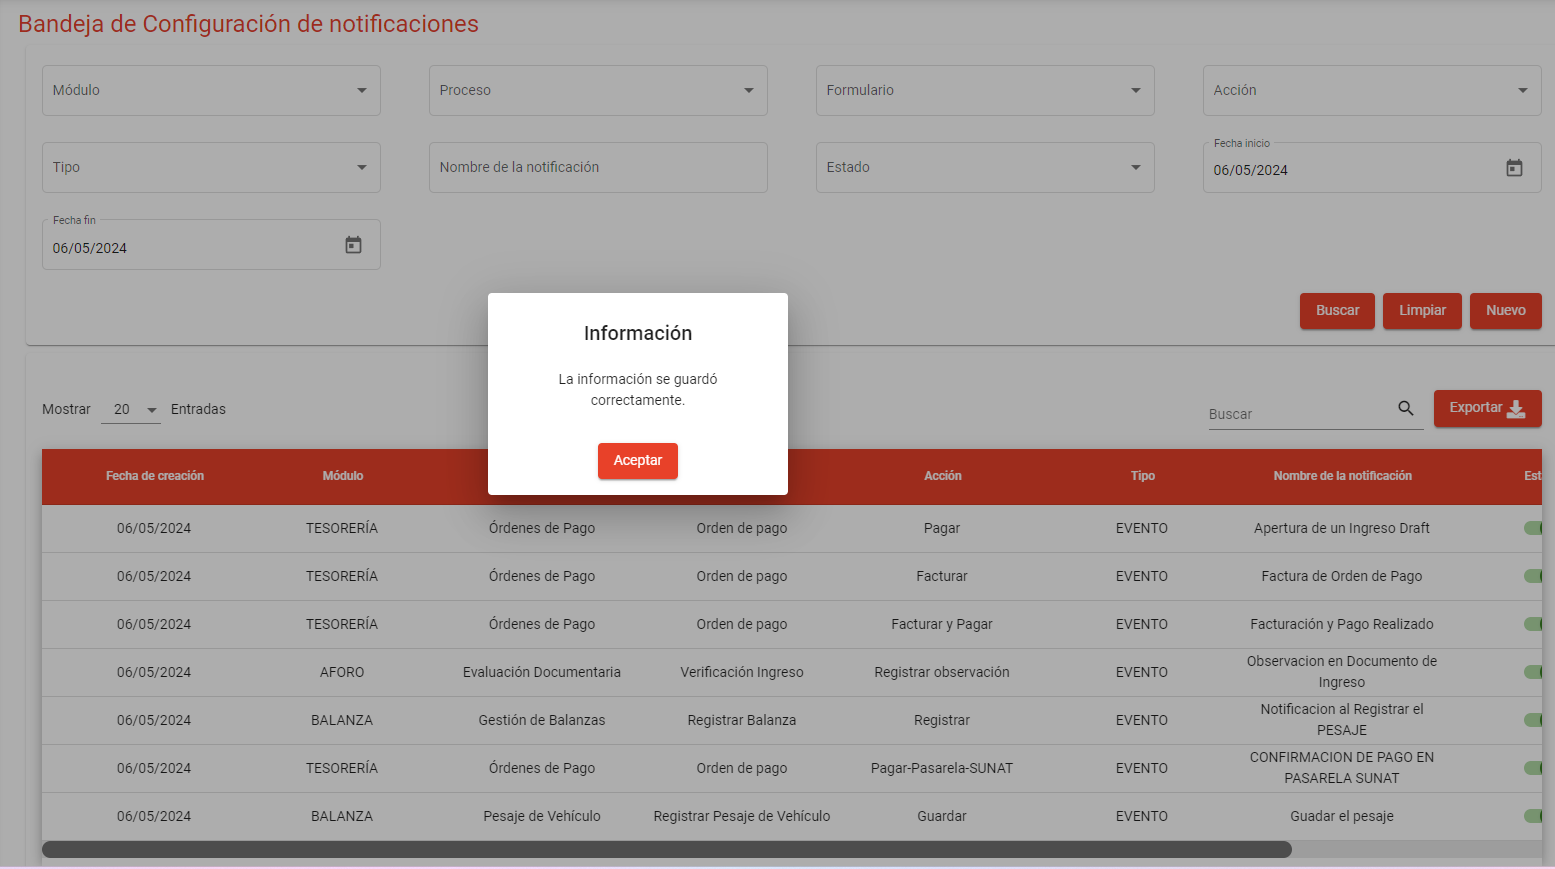 Bandeja de Configuración de notificaciones
Módulo Proceso Formulario Acción
Fecha inicio
Tipo Nombre de la notificación Estado 06/05/2024
Fecha fin
06/05/2024
Buscar Limpiar Nuevo
Información
La información se guardó
correctamente.
Aceptar
Mostrar 20 Entradas Buscar Exportar
Fecha de creación Módulo Acción Tipo Nombre de la notificación Est
06/05/2024 TESORERÍA Órdenes de Pago Orden de pago Pagar EVENTO Apertura de un Ingreso Draft
06/05/2024 TESORERÍA Órdenes de Pago Orden de pago Facturar EVENTO Factura de Orden de Pago
06/05/2024 TESORERÍA Órdenes de Pago Orden de pago Facturar y Pagar EVENTO Facturación y Pago Realizado
06/05/2024 AFORO Evaluación Documentaria Verificación Ingreso Registrar observación EVENTO Observacion en Documento de
Ingreso
06/05/2024 BALANZA Gestión de Balanzas Registrar Balanza Registrar EVENTO Notificacion al Registrar el
PESAJE
06/05/2024 TESORERÍA Órdenes de Pago Orden de pago Pagar-Pasarela-SUNAT EVENTO CONFIRMACION DE PAGO EN
PASARELA SUNAT
06/05/2024 BALANZA Pesaje de Vehículo Registrar Pesaje de Vehículo Guardar EVENTO Guadar el pesaje